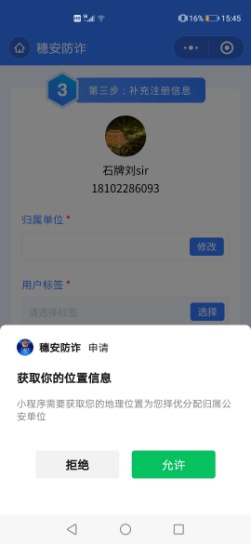 16% 15:45
穗安防诈
3 第三步：补充注册信息
石牌刘sir
18102286093
归属单位 *
修改
用户标签 *
请选择标签 选择
穗安防诈 申请
获取你的位置信息
小程序需要获取您的地理位置为您择优分配归属公
安单位
拒绝 允许